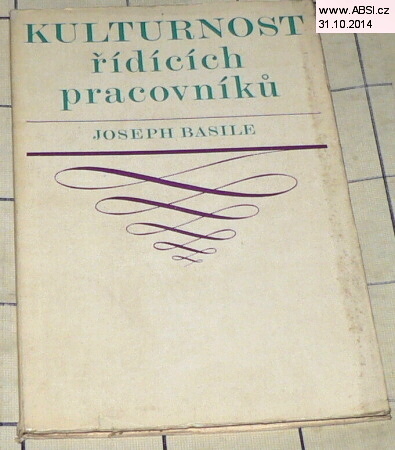 www.ABSI.cz
31.10.2014
KULTURNOST
řídících
pracovníků
JOSEPH BASILE